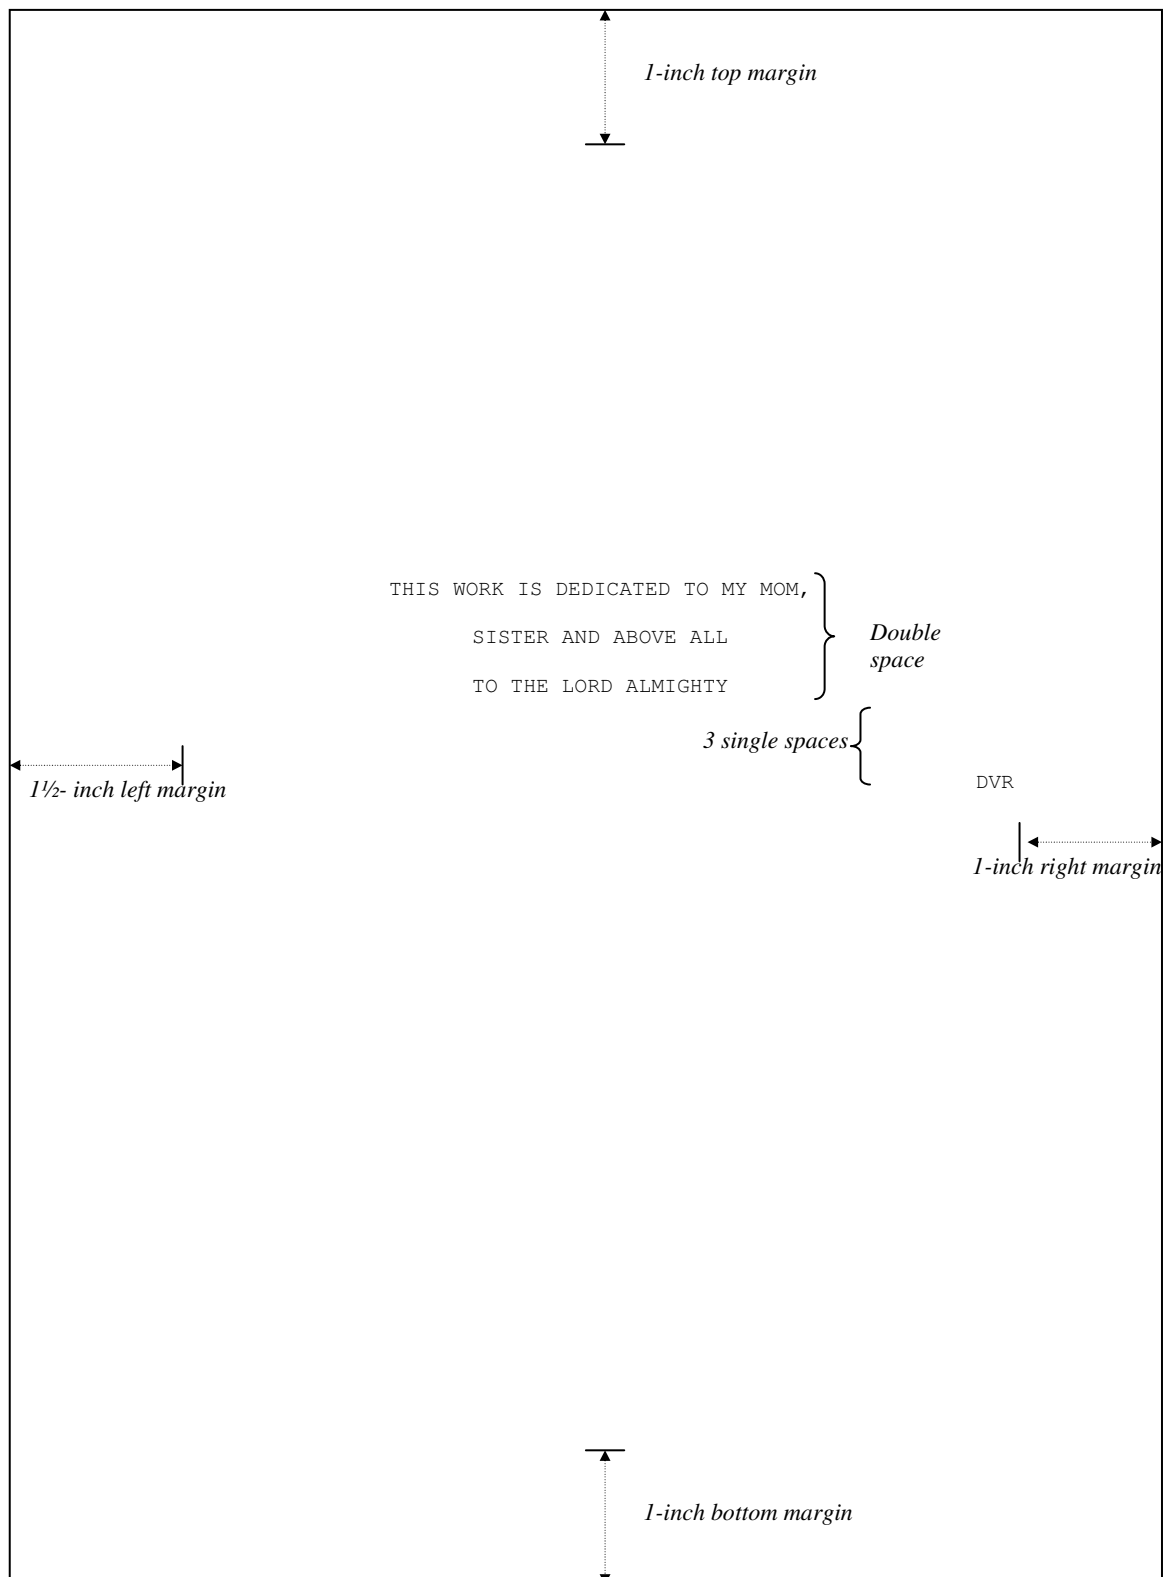 1-inch top margin
THIS WORK IS DEDICATED TO MY MOM,
SISTER AND ABOVE ALL
Double
space
TO THE LORD ALMIGHTY
3 single spaces
DVR
1½- inch left margin
1-inch right margin
1-inch bottom margin